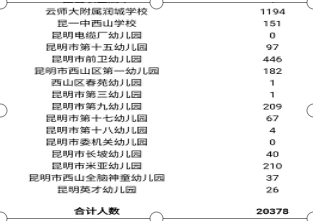 云师大附属润城学校 1194
昆一中西山学校 151
昆明电缆厂幼儿园 0
昆明市第十五幼儿园 97
昆明市前卫幼儿园 446
昆明市西山区第一幼儿园 182
西山区春苑幼儿园 1
昆明市第三幼儿园 1
昆明市第九幼儿园 209
昆明市第十七幼儿园 67
昆明市第十八幼儿园 4
昆明市委机关幼儿园 0
昆明市长坡幼儿园 40
昆明市米亚幼儿园 210
昆明市西山全脑神童幼儿园 37
昆明英才幼儿园 26
合计人数 20378